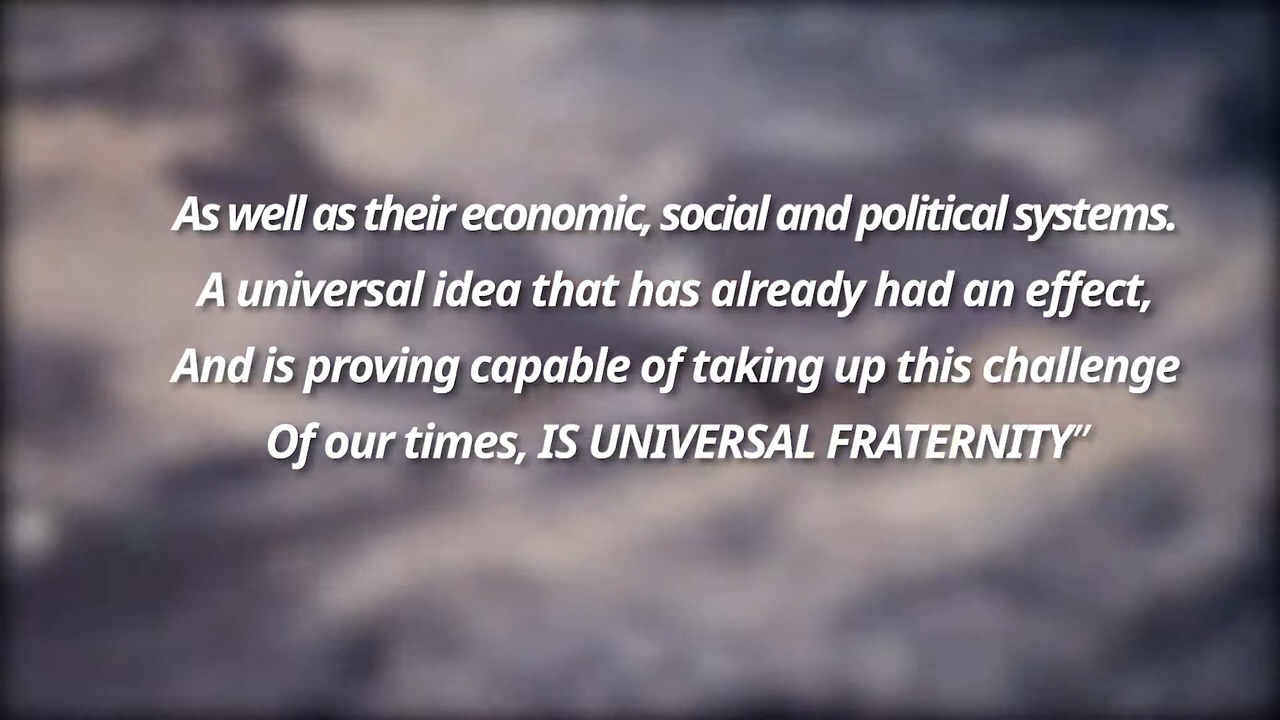 As well as their economic, social and political systems.
A universal idea that has already had an effect,
And is proving capable of taking up this challenge
Of our times, IS UNIVERSAL FRATERNITY”